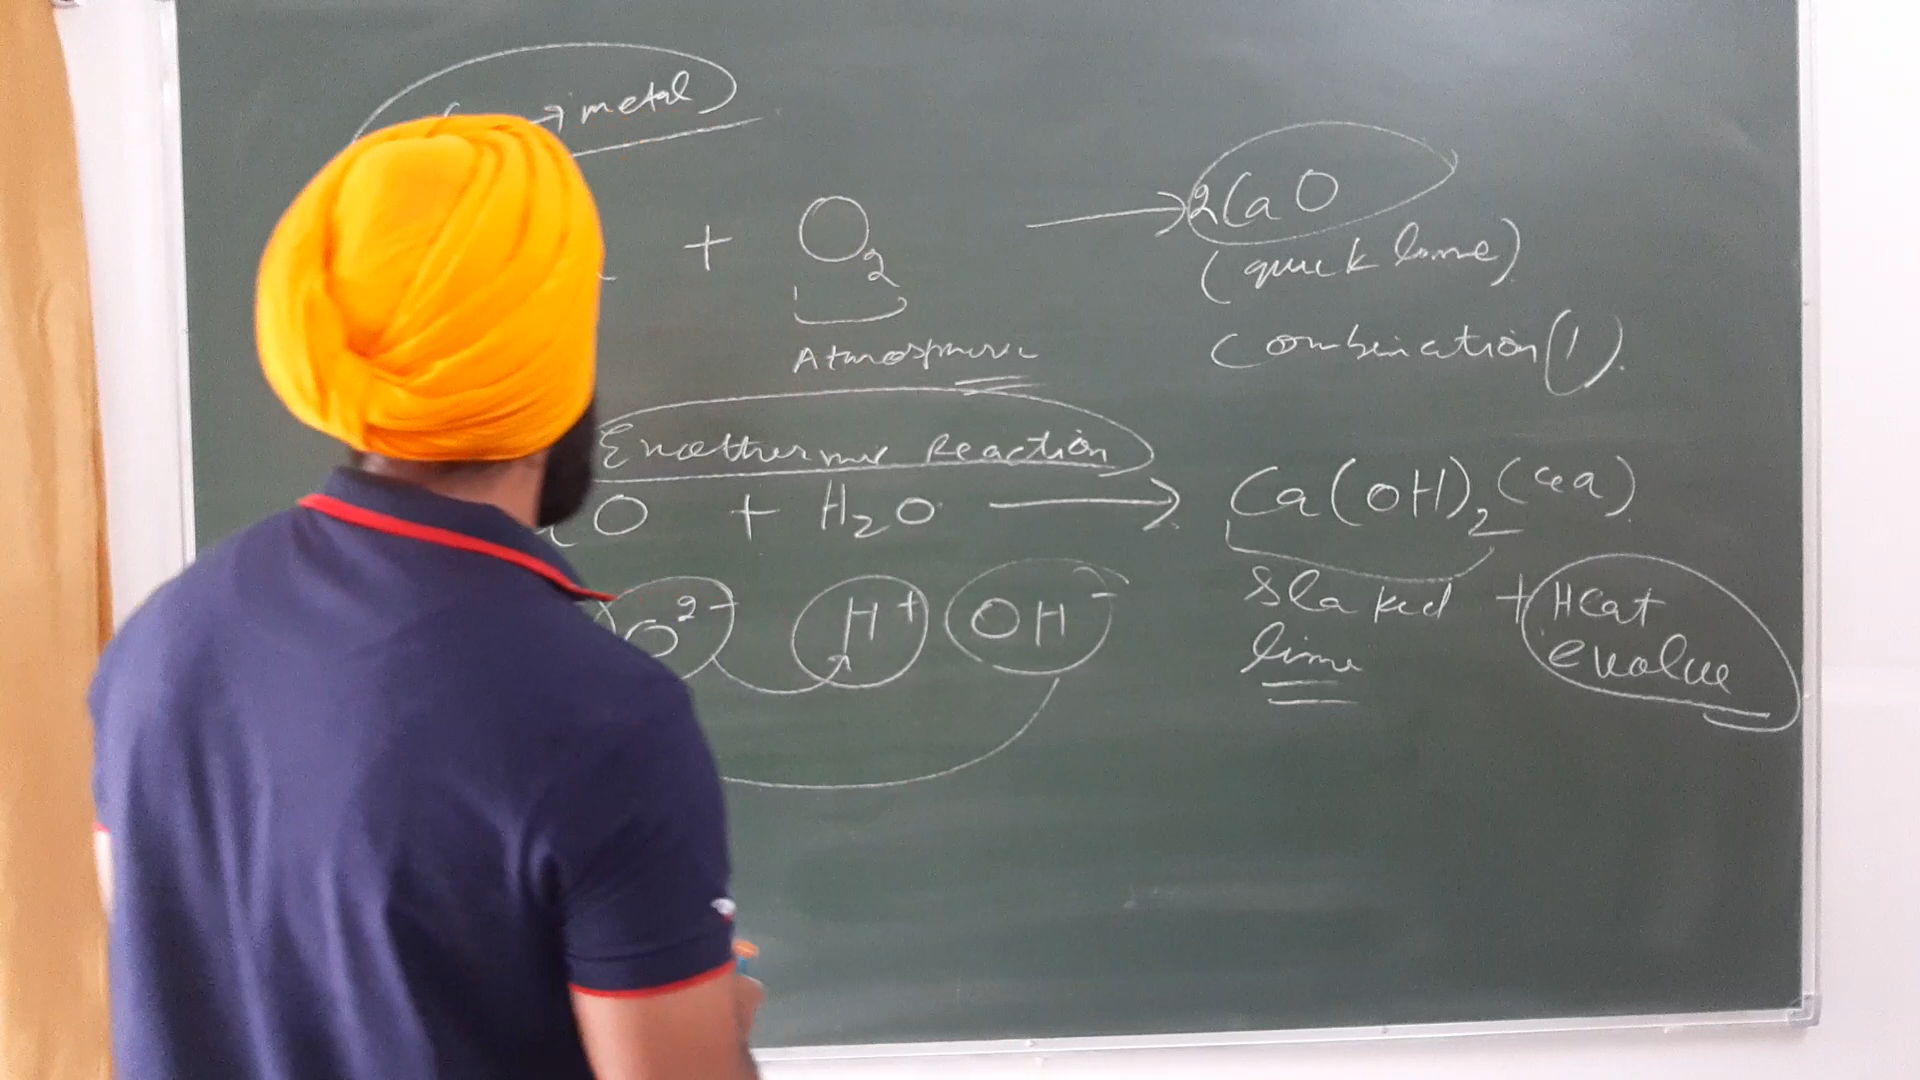 → metal
+ O2 → 2CaO
(quick lime)
Atmosphere
Combination (1).
Exothermic Reaction
O + H2O → Ca(OH)2 (aq)
O2- H+ OH-
Slaked + Heat
lime evolve